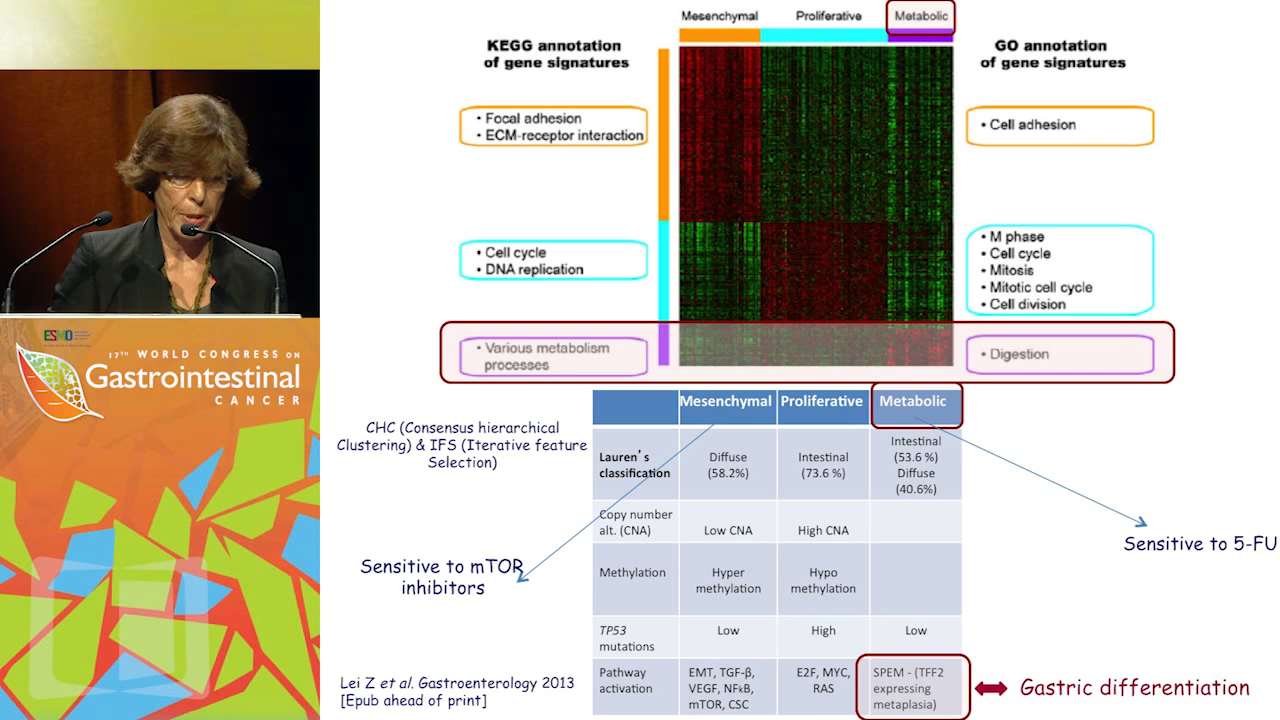 Mesenchymal Proliferative Metabolic
KEGG annotation
of gene signatures
GO annotation
of gene signatures
• Focal adhesion
• ECM-receptor interaction
• Cell adhesion
• Cell cycle
• DNA replication
• M phase
• Cell cycle
• Mitosis
• Mitotic cell cycle
• Cell division
• Various metabolism
processes
• Digestion
ESMO
17TH WORLD CONGRESS ON
Gastrointestinal
CANCER
CHC (Consensus hierarchical
Clustering) & IFS (Iterative feature
Selection)
Mesenchymal Proliferative Metabolic
Lauren's
classification
Diffuse
(58.2%)
Intestinal
(73.6 %)
Intestinal
(53.6 %)
Diffuse
(40.6%)
Copy number
alt. (CNA)
Low CNA
High CNA
Methylation
Hyper
methylation
Hypo
methylation
TP53
mutations
Low
High
Low
Pathway
activation
EMT, TGF-β,
VEGF, NFkB,
mTOR, CSC
E2F, MYC,
RAS
SPEM - (TFF2
expressing
metaplasia)
Sensitive to mTOR
inhibitors
Sensitive to 5-FU
Gastric differentiation
Lei Z et al. Gastroenterology 2013
[Epub ahead of print]